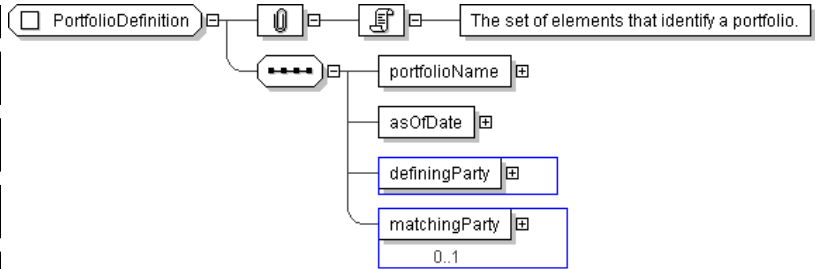 PortfolioDefinition
The set of elements that identify a portfolio.
portfolioName
asOfDate
definingParty
matchingParty
0..1